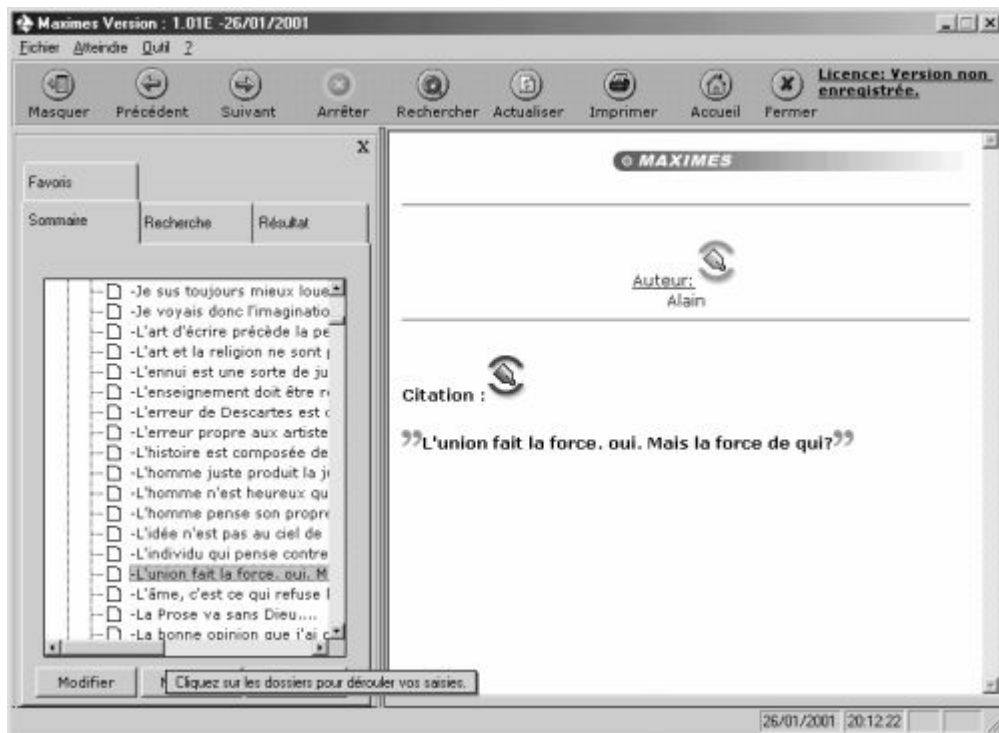 Maximes Version : 1.01E -26/01/2001
Fichier Atteindre Outil ?
Masquer Précédent Suivant Arrêter Rechercher Actualiser Imprimer Accueil Fermer
Licence: Version non
enregistrée.
X
Favoris
Sommaire Recherche Résultat
-Je sus toujours mieux loue
-Je voyais donc l'imaginatio
-L'art d'écrire précède la pe
-L'art et la religion ne sont
-L'ennui est une sorte de ju
-L'enseignement doit être r
-L'erreur de Descartes est
-L'erreur propre aux artiste
-L'histoire est composée de
-L'homme juste produit la j
-L'homme n'est heureux qu
-L'homme pense son propre
-L'idée n'est pas au ciel de
-L'individu qui pense contre
-L'union fait la force. oui. M
-L'âme, c'est ce qui refuse
-La Prose va sans Dieu....
-La bonne opinion que j'ai
Modifier
Cliquez sur les dossiers pour dérouler vos saisies.
MAXIMES
Auteur:
Alain
Citation :
”L'union fait la force. oui. Mais la force de qui?”
26/01/2001 20:12:22